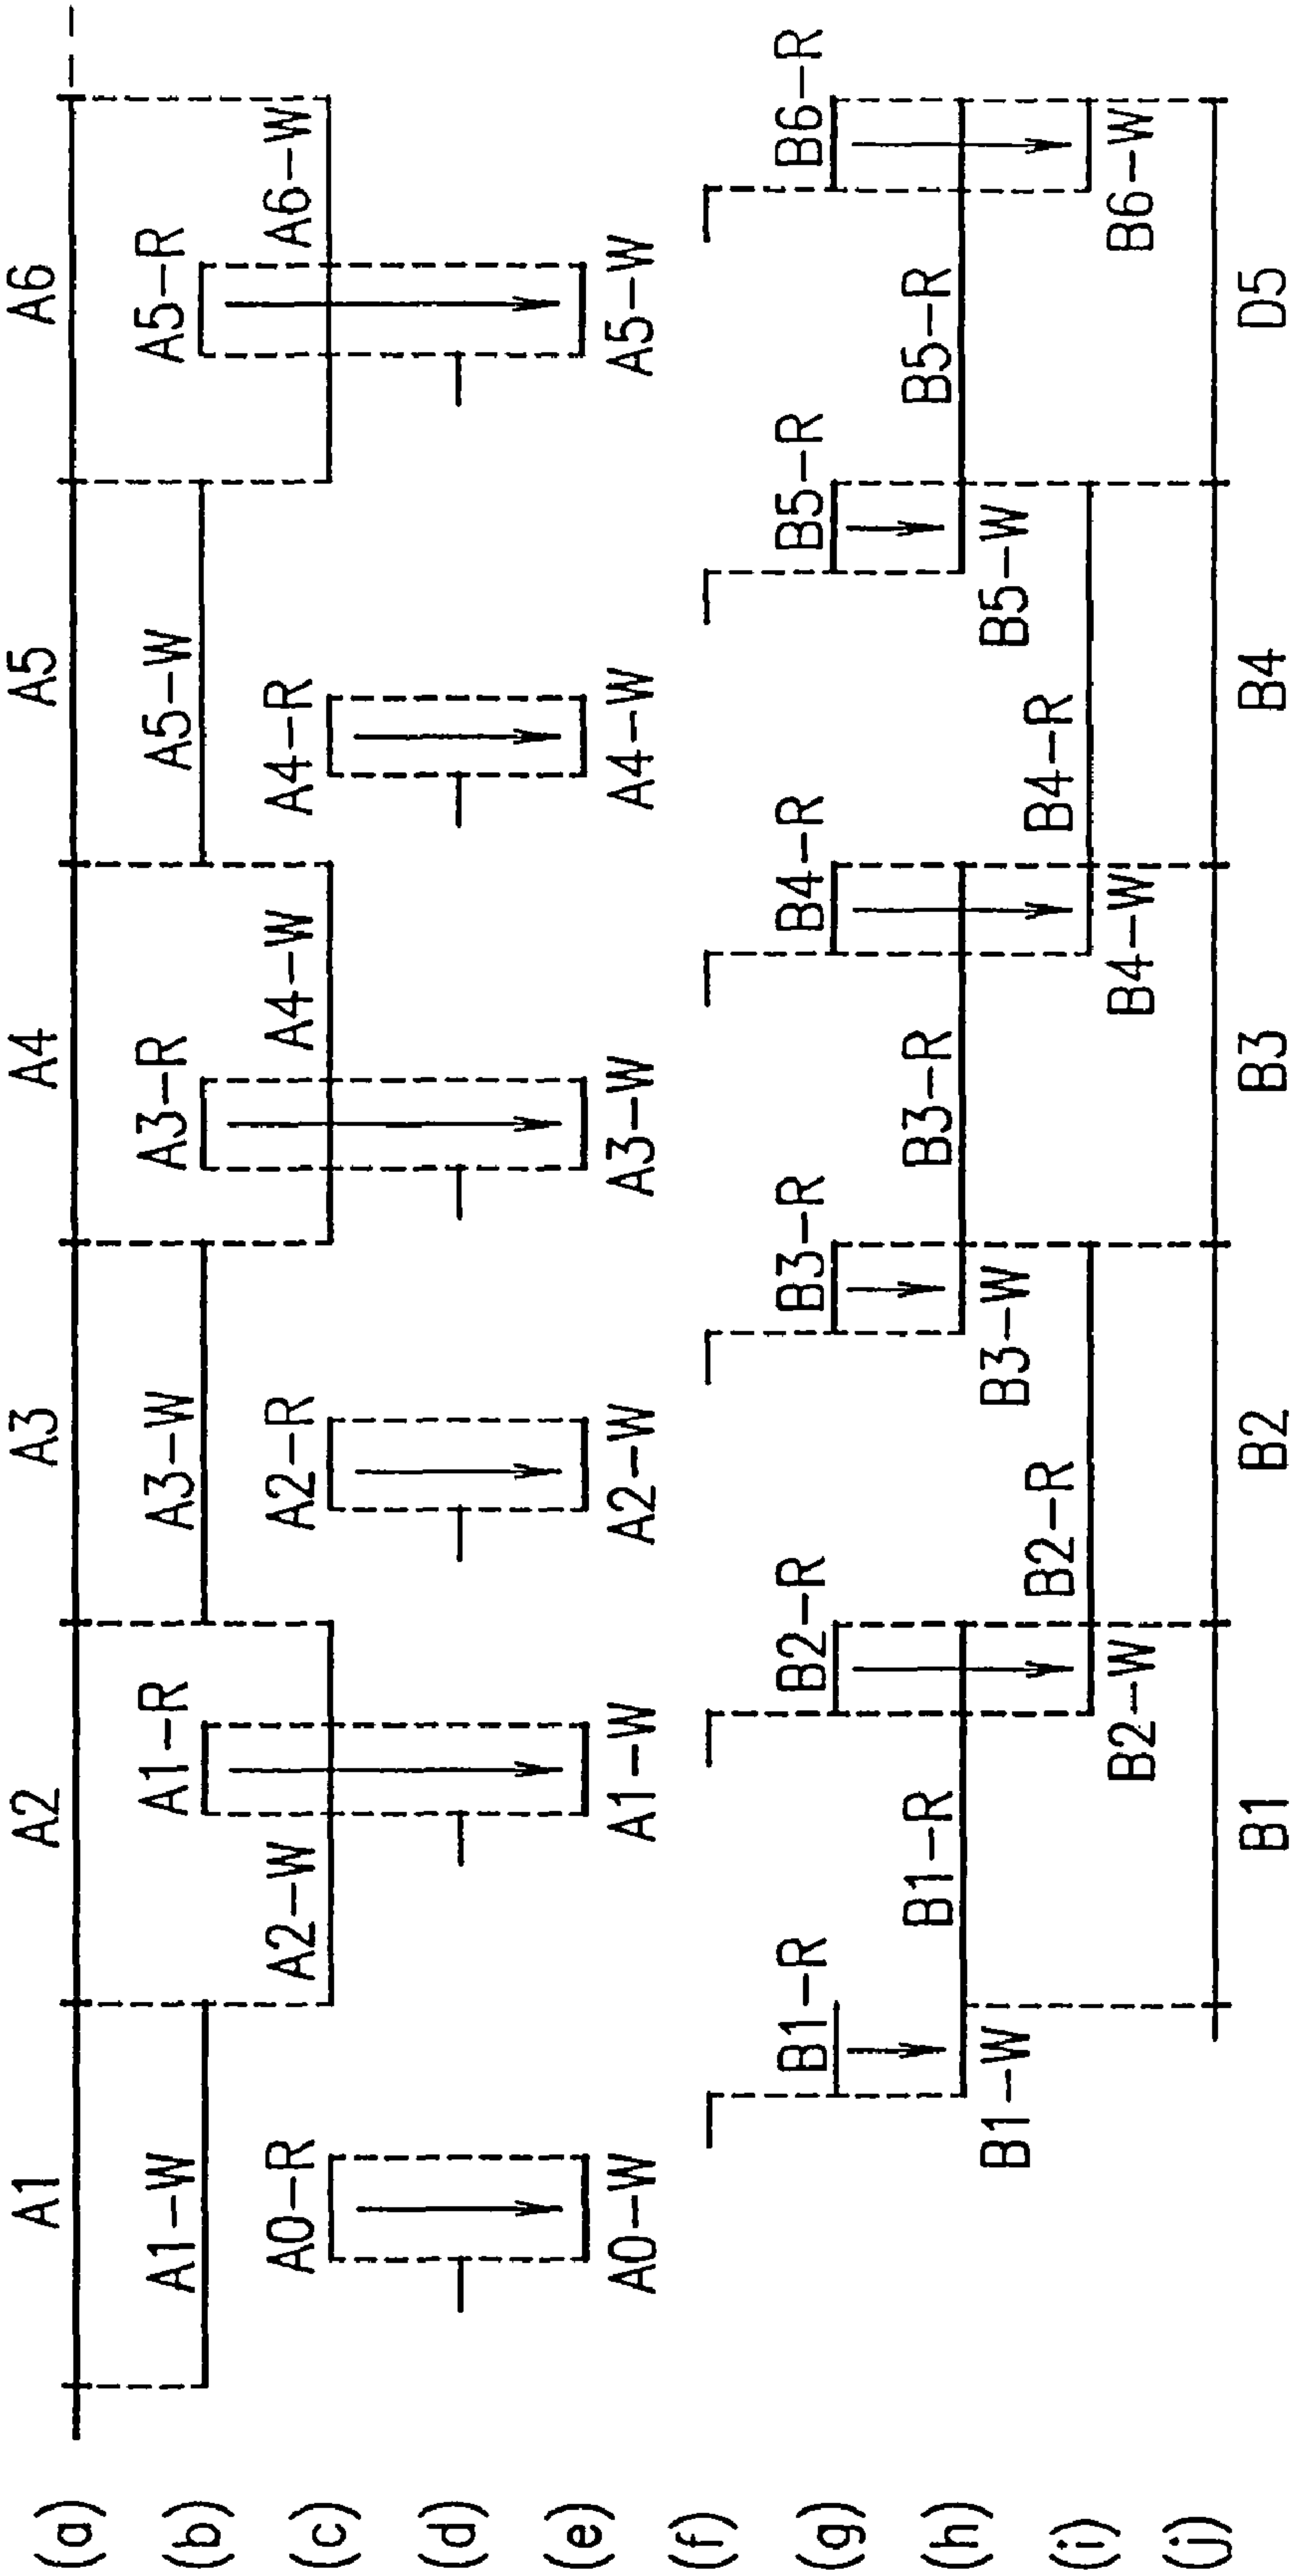 (a) A1 A2 A3 A4 A5 A6
(b) A1-W A1-R A3-W A3-R A5-W A5-R
(c) A0-R A2-W A2-R A4-W A4-R A6-W
(d)
(e) A0-W A1-W A2-W A3-W A4-W A5-W
(f)
(g) B1-R B2-R B3-R B4-R B5-R B6-R
(h) B1-W B1-R B3-W B3-R B5-W B5-R
(i) B2-W B2-R B4-W B4-R B6-W
(j) B1 B2 B3 B4 D5